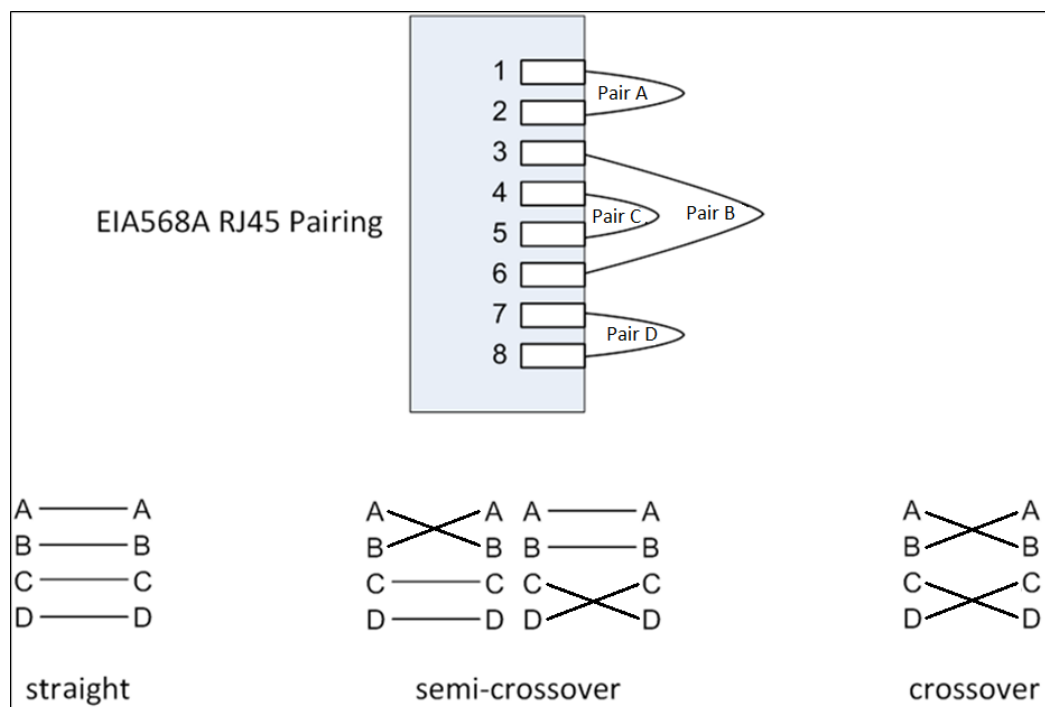 1
Pair A
2
3
4
EIA568A RJ45 Pairing
Pair C
Pair B
5
6
7
Pair D
8
A A A A A A A A
B B B B B B B B
C C C C C C C C
D D D D D D D D
straight semi-crossover crossover